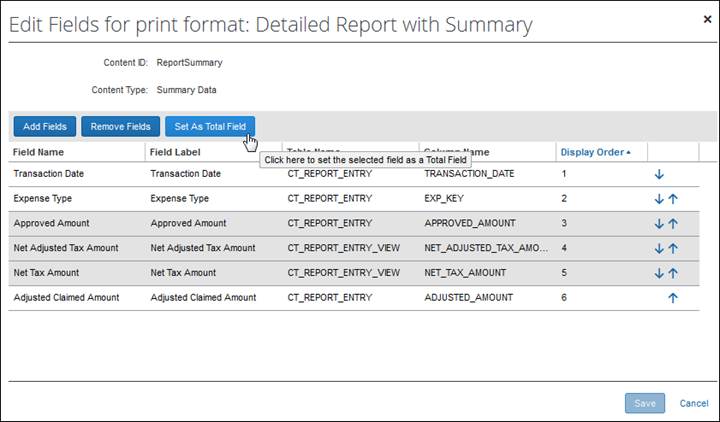 Edit Fields for print format: Detailed Report with Summary
Content ID: ReportSummary
Content Type: Summary Data
Add Fields Remove Fields Set As Total Field
Field Name Field Label Table Name Column Name Display Order
Click here to set the selected field as a Total Field
Transaction Date Transaction Date CT_REPORT_ENTRY TRANSACTION_DATE 1
Expense Type Expense Type CT_REPORT_ENTRY EXP_KEY 2
Approved Amount Approved Amount CT_REPORT_ENTRY APPROVED_AMOUNT 3
Net Adjusted Tax Amount Net Adjusted Tax Amount CT_REPORT_ENTRY_VIEW NET_ADJUSTED_TAX_AMO... 4
Net Tax Amount Net Tax Amount CT_REPORT_ENTRY_VIEW NET_TAX_AMOUNT 5
Adjusted Claimed Amount Adjusted Claimed Amount CT_REPORT_ENTRY ADJUSTED_AMOUNT 6
Save Cancel